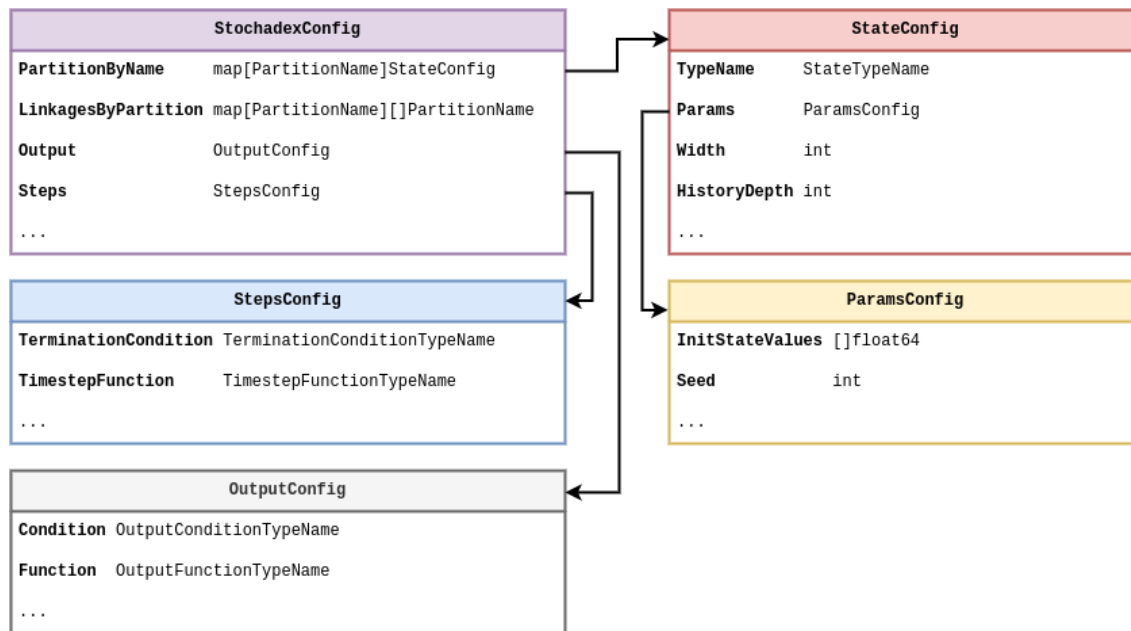 StochadexConfig
PartitionByName map[PartitionName]StateConfig
LinkagesByPartition map[PartitionName][]PartitionName
Output OutputConfig
Steps StepsConfig
...
StateConfig
TypeName StateTypeName
Params ParamsConfig
Width int
HistoryDepth int
...
StepsConfig
TerminationCondition TerminationConditionTypeName
TimestepFunction TimestepFunctionTypeName
...
ParamsConfig
InitStateValues []float64
Seed int
...
OutputConfig
Condition OutputConditionTypeName
Function OutputFunctionTypeName
...